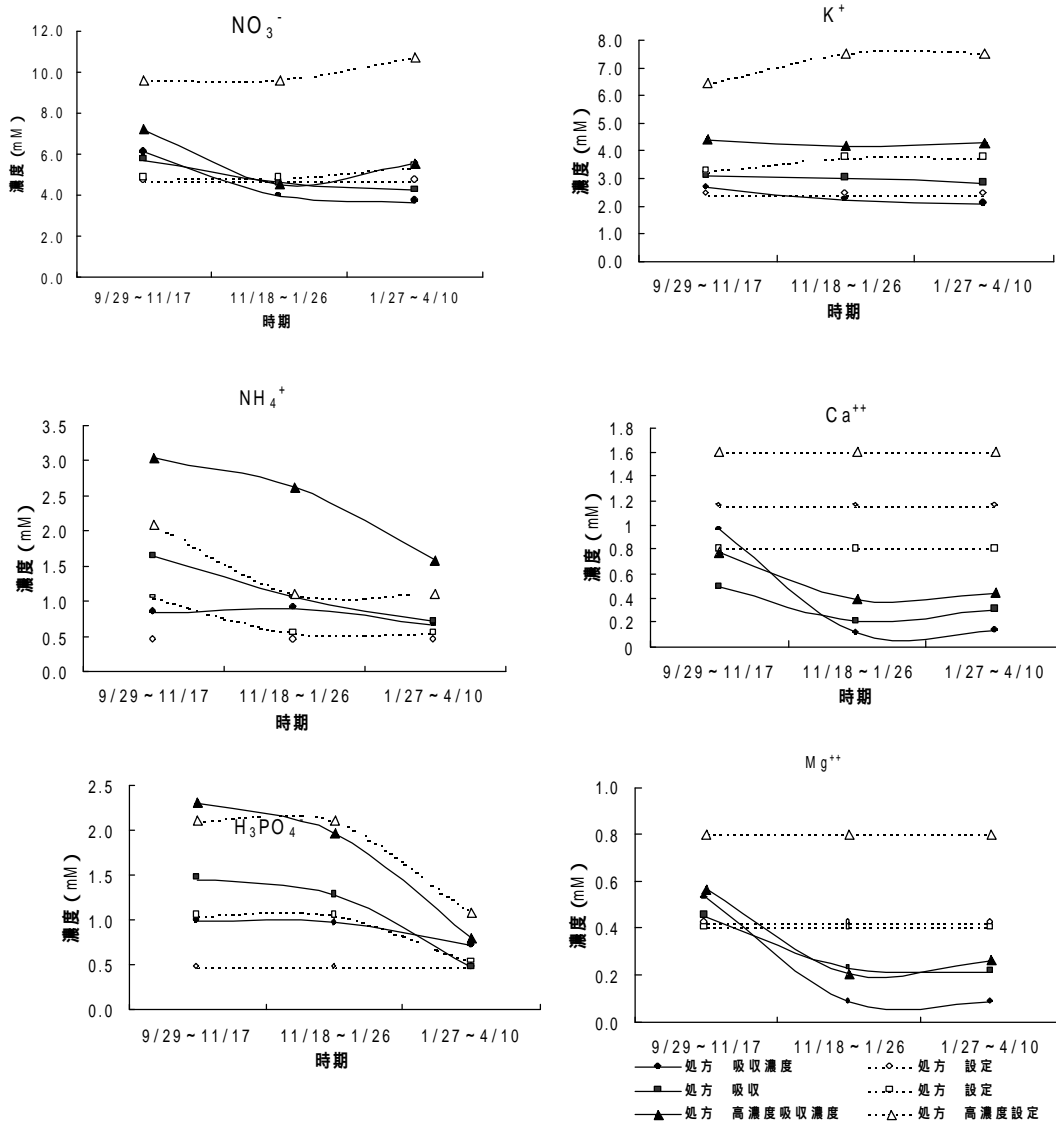 NO₃⁻
濃度 (mM)
12.0
10.0
8.0
6.0
4.0
2.0
0.0
9/29~11/17 11/18~1/26 1/27~4/10
時期
K⁺
濃度 (mM)
8.0
7.0
6.0
5.0
4.0
3.0
2.0
1.0
0.0
9/29~11/17 11/18~1/26 1/27~4/10
時期
NH₄⁺
濃度 (mM)
3.5
3.0
2.5
2.0
1.5
1.0
0.5
0.0
9/29~11/17 11/18~1/26 1/27~4/10
時期
Ca⁺⁺
濃度 (mM)
1.8
1.6
1.4
1.2
1
0.8
0.6
0.4
0.2
0
9/29~11/17 11/18~1/26 1/27~4/10
時期
H₃PO₄
濃度 (mM)
2.5
2.0
1.5
1.0
0.5
0.0
9/29~11/17 11/18~1/26 1/27~4/10
時期
Mg⁺⁺
濃度 (mM)
1.0
0.8
0.6
0.4
0.2
0.0
9/29~11/17 11/18~1/26 1/27~4/10
処方 吸収濃度
処方 設定
処方 吸収
処方 設定
処方 高濃度吸収濃度
処方 高濃度設定